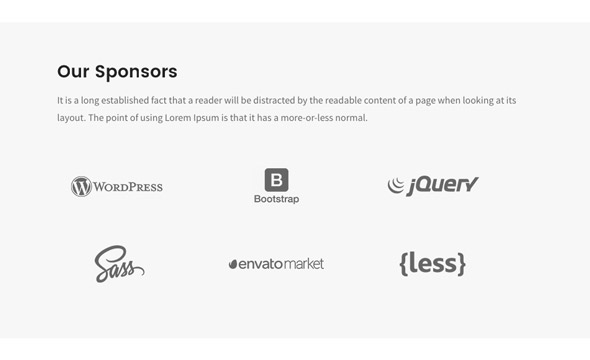 Our Sponsors
It is a long established fact that a reader will be distracted by the readable content of a page when looking at its
layout. The point of using Lorem Ipsum is that it has a more-or-less normal.
W WORDPRESS
B
Bootstrap
jQuery
Sass
envatomarket
{less}